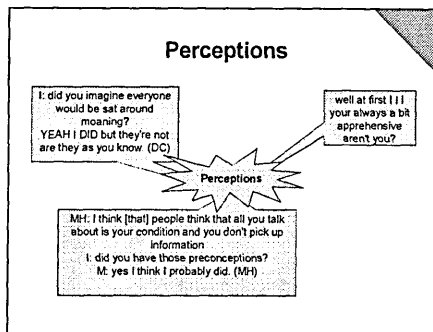 Perceptions
I: did you imagine everyone
would be sat around
moaning?
YEAH I DID but they're not
are they as you know. (DC)
well at first I I I
your always a bit
apprehensive
aren't you?
Perceptions
MH: I think [that] people think that all you talk
about is your condition and you don't pick up
information
I: did you have those preconceptions?
M: yes I think I probably did. (MH)